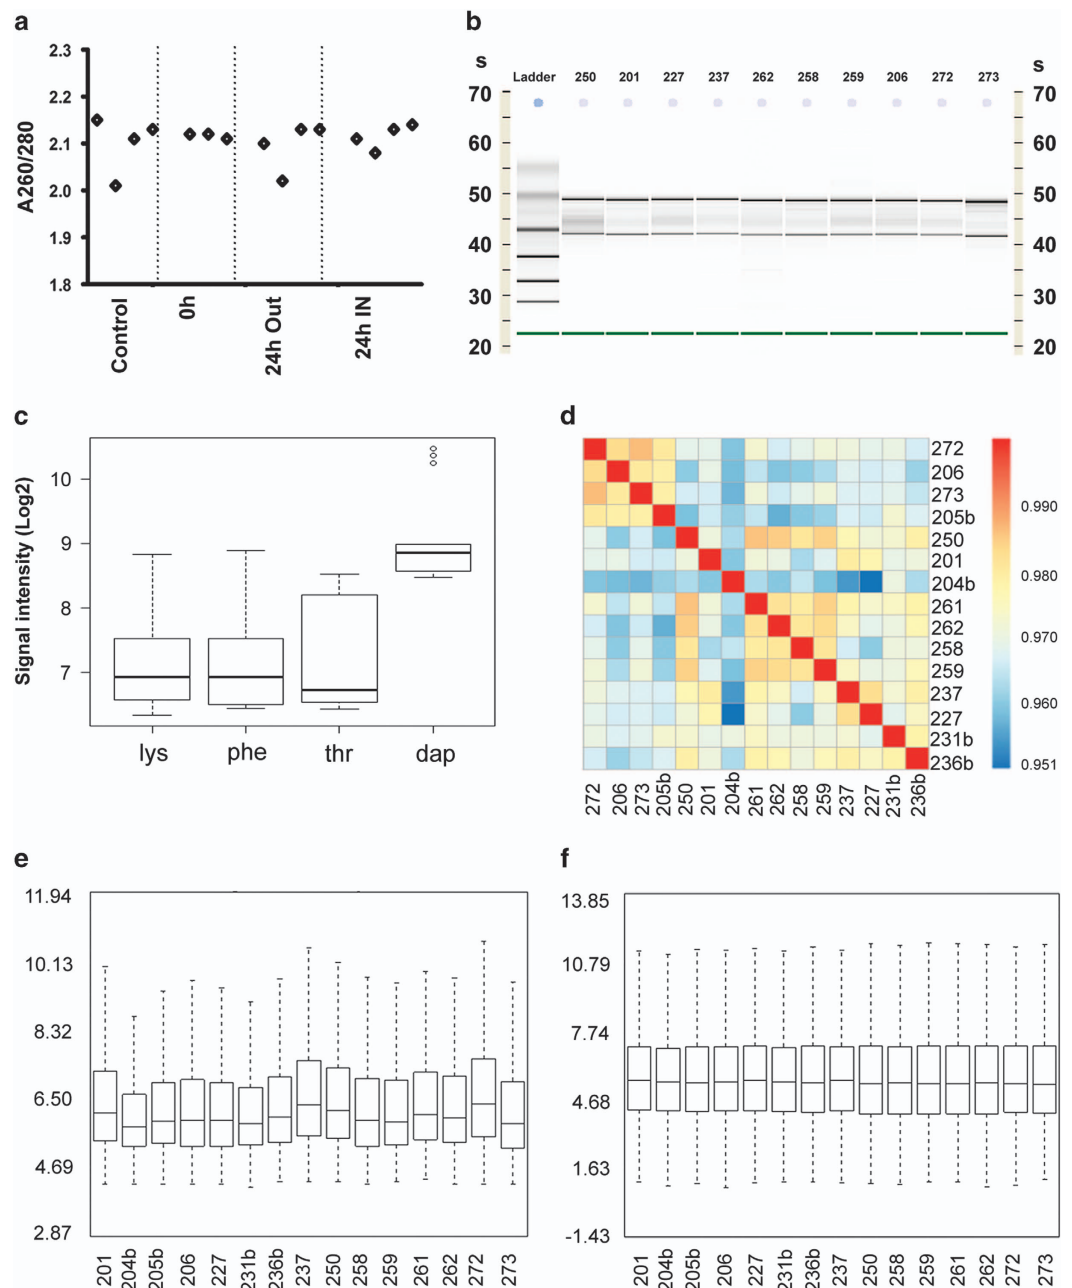 a
2.3
2.2
2.1
2.0
1.9
1.8
A260/280
Control
0h
24h Out
24h IN
b
s
Ladder 250 201 227 237 262 258 259 206 272 273
s
70 70
60 60
50 50
40 40
30 30
20 20
c
Signal intensity (Log2)
10
9
8
7
lys phe thr dap
d
272
206
273
205b
250
201
204b
261
262
258
259
237
227
231b
236b
272 206 273 205b 250 201 204b 261 262 258 259 237 227 231b 236b
0.990
0.980
0.970
0.960
0.951
e
11.94
10.13
8.32
6.50
4.69
2.87
201 204b 205b 206 227 231b 236b 237 250 258 259 261 262 272 273
f
13.85
10.79
7.74
4.68
1.63
-1.43
201 204b 205b 206 227 231b 236b 237 250 258 259 261 262 272 273